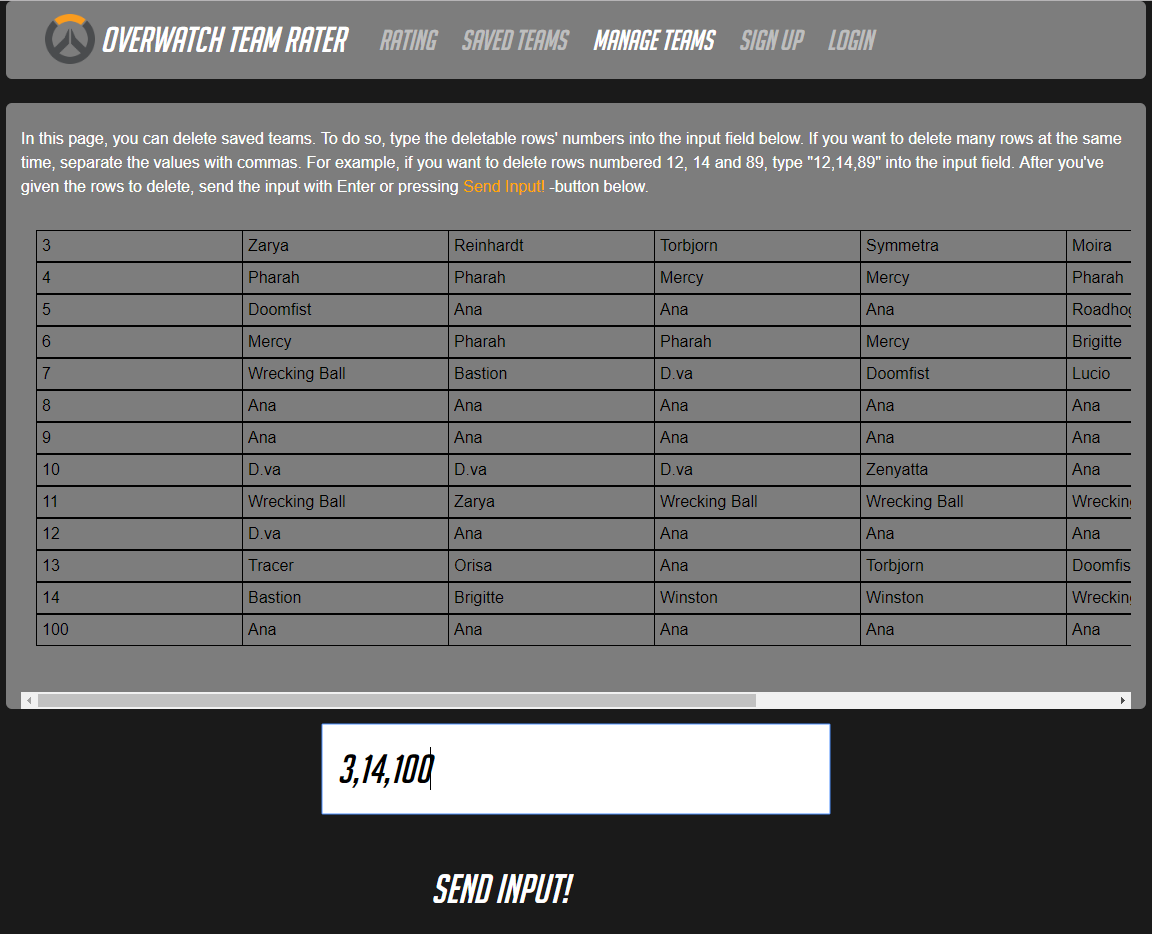 OVERWATCH TEAM RATER RATING SAVED TEAMS MANAGE TEAMS SIGN UP LOGIN
In this page, you can delete saved teams. To do so, type the deletable rows' numbers into the input field below. If you want to delete many rows at the same
time, separate the values with commas. For example, if you want to delete rows numbered 12, 14 and 89, type "12,14,89" into the input field. After you've
given the rows to delete, send the input with Enter or pressing Send Input! -button below.
3 Zarya Reinhardt Torbjorn Symmetra Moira
4 Pharah Pharah Mercy Mercy Pharah
5 Doomfist Ana Ana Ana Roadhog
6 Mercy Pharah Pharah Mercy Brigitte
7 Wrecking Ball Bastion D.va Doomfist Lucio
8 Ana Ana Ana Ana Ana
9 Ana Ana Ana Ana Ana
10 D.va D.va D.va Zenyatta Ana
11 Wrecking Ball Zarya Wrecking Ball Wrecking Ball Wrecking
12 D.va Ana Ana Ana Ana
13 Tracer Orisa Ana Torbjorn Doomfis
14 Bastion Brigitte Winston Winston Wrecking
100 Ana Ana Ana Ana Ana
3,14,100
SEND INPUT!